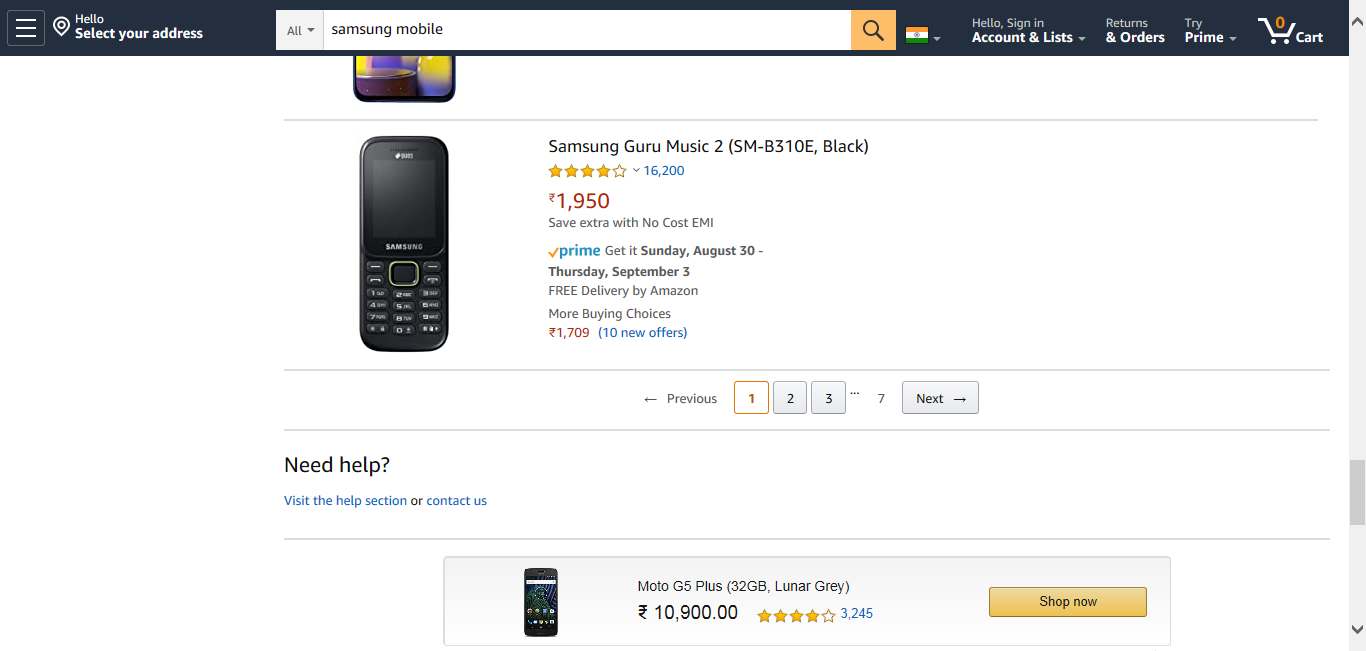 Hello
Select your address
All
samsung mobile
Hello, Sign in
Account & Lists
Returns
& Orders
Try
Prime
0
Cart
DUOS
SAMSUNG
Samsung Guru Music 2 (SM-B310E, Black)
16,200
₹1,950
Save extra with No Cost EMI
prime Get it Sunday, August 30 -
Thursday, September 3
FREE Delivery by Amazon
More Buying Choices
₹1,709 (10 new offers)
← Previous 1 2 3 ... 7 Next →
Need help?
Visit the help section or contact us
Moto G5 Plus (32GB, Lunar Grey)
₹ 10,900.00
3,245
Shop now